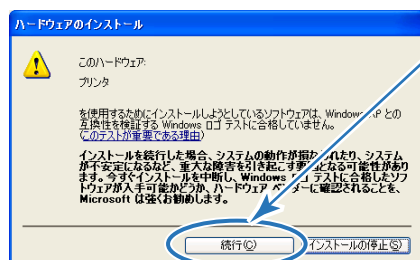 ハードウェアのインストール
このハードウェア:
プリンタ
を使用するためにインストールしようとしているソフトウェアは、Windows XP との
互換性を検証する Windows ロゴ テストに合格していません。
(このテストが重要である理由)
インストールを続行した場合、システムの動作が損なわれたり、システム
が不安定になるなど、重大な障害を引き起こす要因となる可能性があり
ます。今すぐインストールを中断し、Windows ロゴ テストに合格したソフ
トウェアが入手可能かどうか、ハードウェア ベンダーに確認されることを、
Microsoft は強くお勧めします。
続行(C)
インストールの停止(S)